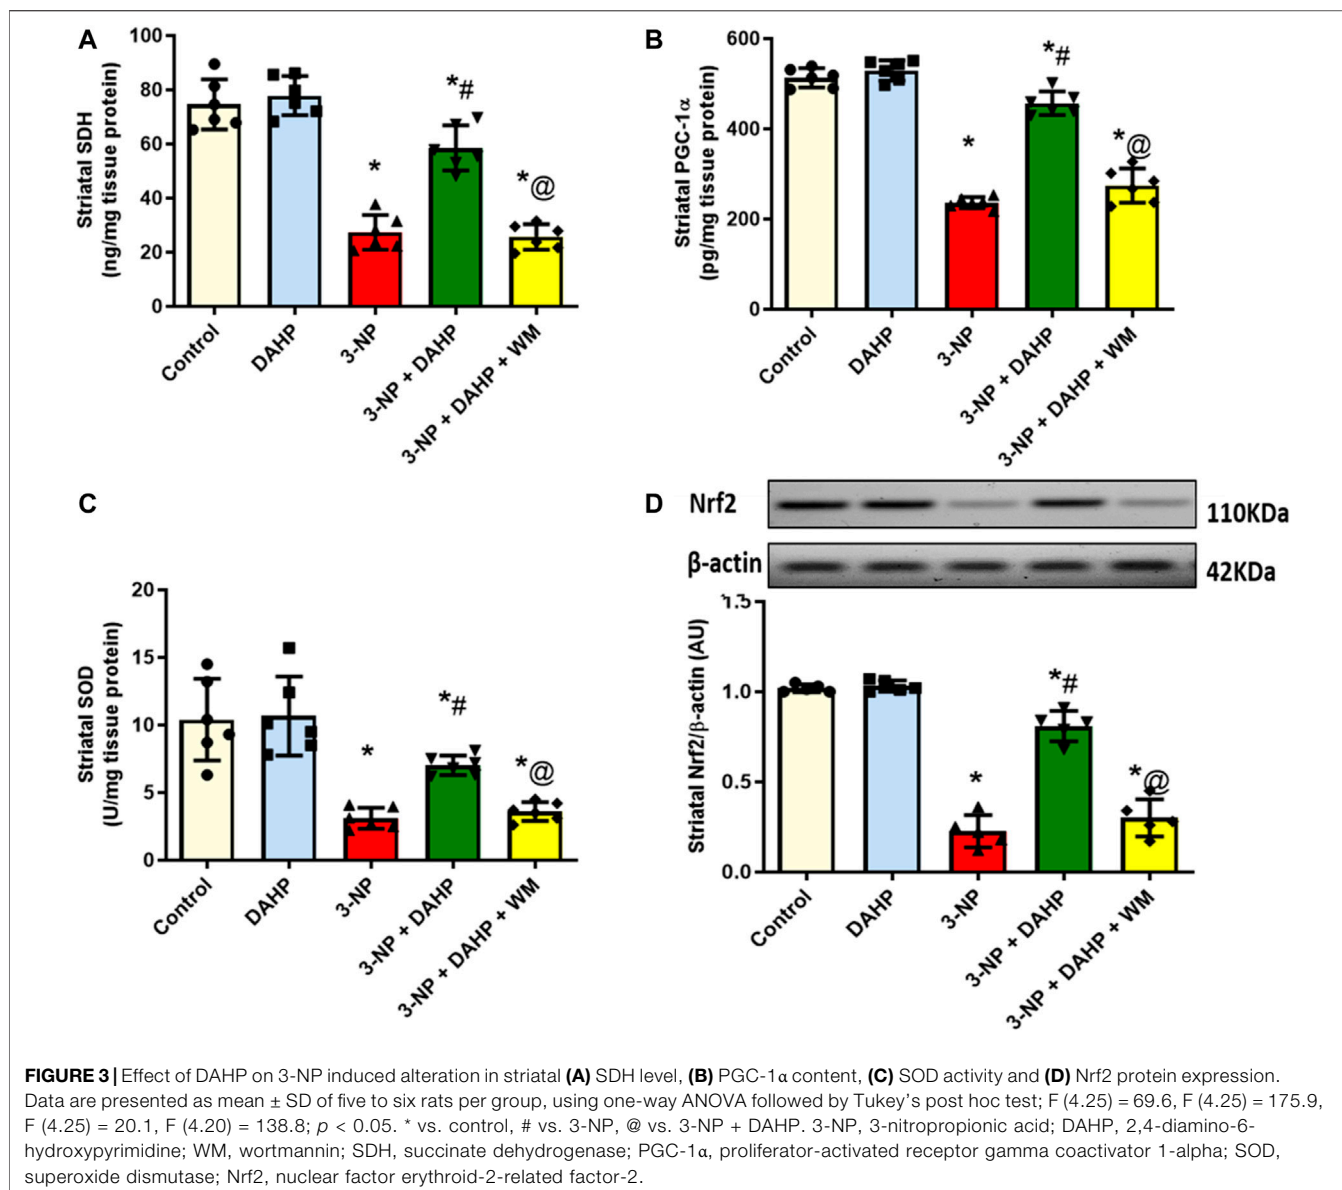 A
Striatal SDH
(ng/mg tissue protein)
100
80
60
40
20
0
*
*#
*@
Control
DAHP
3-NP
3-NP + DAHP
3-NP + DAHP + WM
B
Striatal PGC-1α
(pg/mg tissue protein)
600
400
200
0
*
*#
*@
Control
DAHP
3-NP
3-NP + DAHP
3-NP + DAHP + WM
C
Striatal SOD
(U/mg tissue protein)
20
15
10
5
0
*
*#
*@
Control
DAHP
3-NP
3-NP + DAHP
3-NP + DAHP + WM
D
Nrf2
110KDa
β-actin
42KDa
Striatal Nrf2/β-actin (AU)
1.5
1.0
0.5
0.0
*
*#
*@
Control
DAHP
3-NP
3-NP + DAHP
3-NP + DAHP + WM
FIGURE 3 | Effect of DAHP on 3-NP induced alteration in striatal (A) SDH level, (B) PGC-1α content, (C) SOD activity and (D) Nrf2 protein expression.
Data are presented as mean ± SD of five to six rats per group, using one-way ANOVA followed by Tukey's post hoc test; F (4.25) = 69.6, F (4.25) = 175.9,
F (4.25) = 20.1, F (4.20) = 138.8; p < 0.05. * vs. control, # vs. 3-NP, @ vs. 3-NP + DAHP. 3-NP, 3-nitropropionic acid; DAHP, 2,4-diamino-6-
hydroxypyrimidine; WM, wortmannin; SDH, succinate dehydrogenase; PGC-1α, proliferator-activated receptor gamma coactivator 1-alpha; SOD,
superoxide dismutase; Nrf2, nuclear factor erythroid-2-related factor-2.